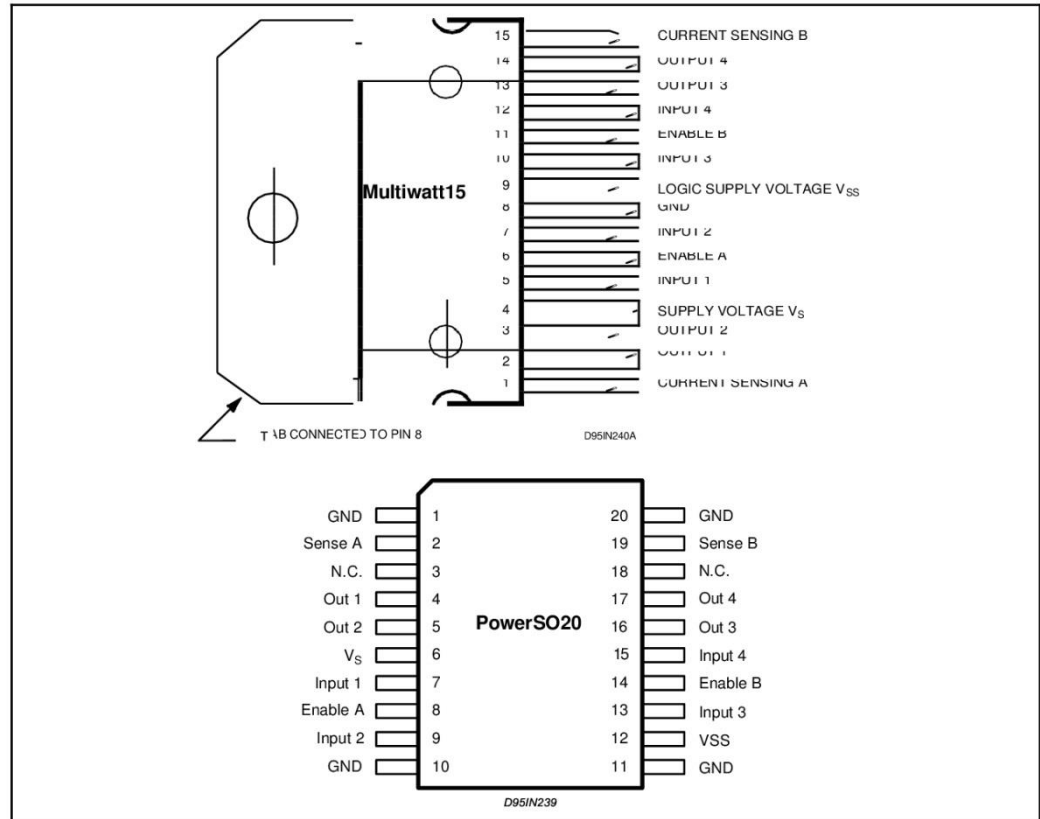 15 CURRENT SENSING B
14 OUTPUT 4
13 OUTPUT 3
12 INPUT 4
11 ENABLE B
10 INPUT 3
Multiwatt15
9 LOGIC SUPPLY VOLTAGE VSS
8 GND
7 INPUT 2
6 ENABLE A
5 INPUT 1
4 SUPPLY VOLTAGE VS
3 OUTPUT 2
2 OUTPUT 1
1 CURRENT SENSING A
TAB CONNECTED TO PIN 8
D95IN240A
GND 1 20 GND
Sense A 2 19 Sense B
N.C. 3 18 N.C.
Out 1 4 17 Out 4
Out 2 5 16 Out 3
PowerSO20
VS 6 15 Input 4
Input 1 7 14 Enable B
Enable A 8 13 Input 3
Input 2 9 12 VSS
GND 10 11 GND
D95IN239